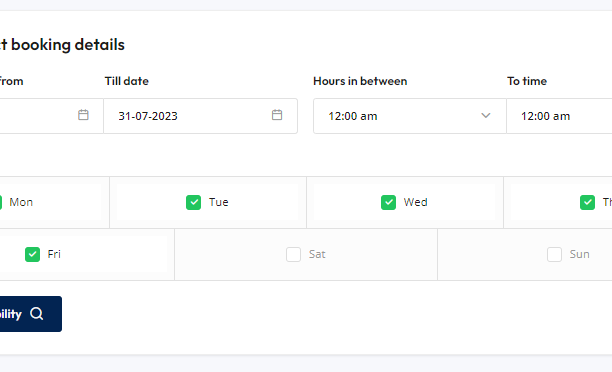 t booking details
from Till date Hours in between To time
31-07-2023 12:00 am 12:00 am
Mon Tue Wed Th
Fri Sat Sun
ility